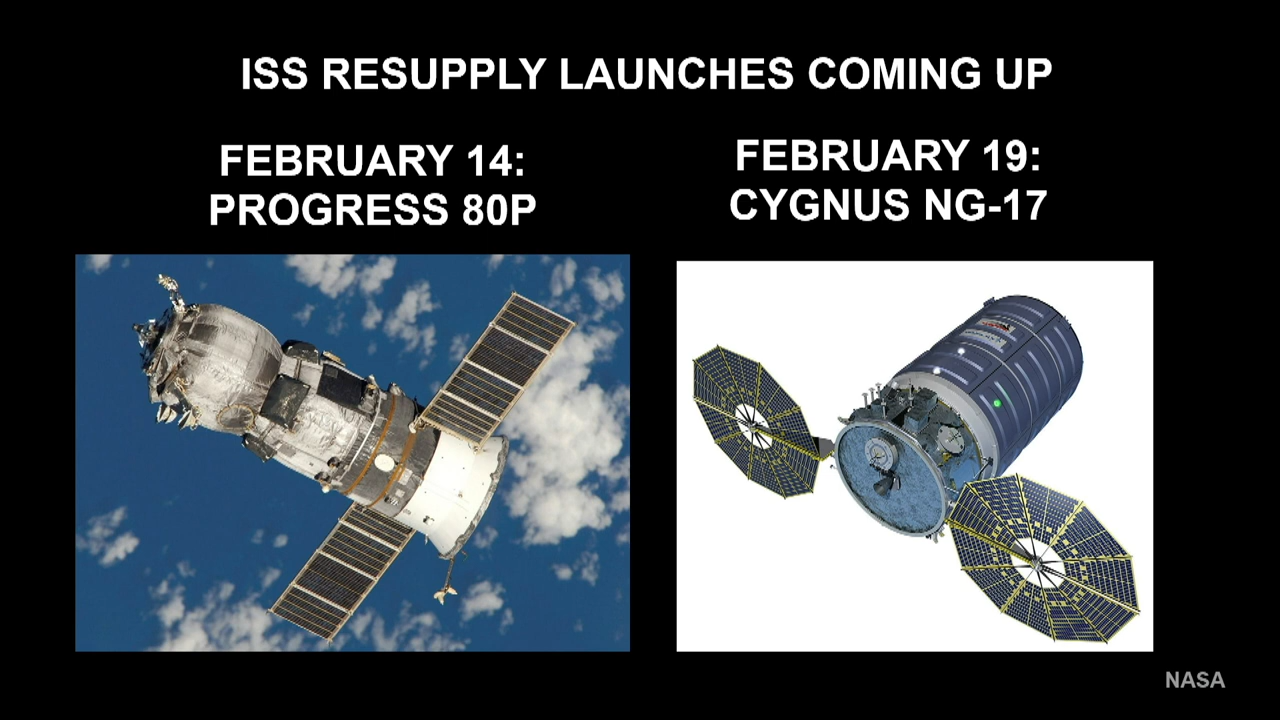 ISS RESUPPLY LAUNCHES COMING UP
FEBRUARY 14:
PROGRESS 80P
FEBRUARY 19:
CYGNUS NG-17
NASA